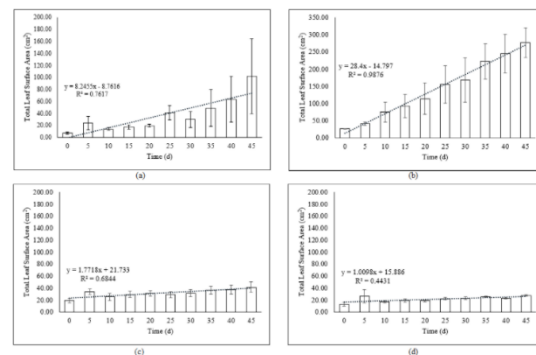 Total Leaf Surface Area (cm²)
200.00
180.00
160.00
140.00
120.00
100.00
80.00
60.00
40.00
20.00
0.00
y = 8.2455x - 8.7616
R² = 0.7617
0 5 10 15 20 25 30 35 40 45
Time (d)
(a)
Total Leaf Surface Area (cm²)
350.00
300.00
250.00
200.00
150.00
100.00
50.00
0.00
y = 28.4x - 14.797
R² = 0.9876
0 5 10 15 20 25 30 35 40 45
Time (d)
(b)
Total Leaf Surface Area (cm²)
200.00
180.00
160.00
140.00
120.00
100.00
80.00
60.00
40.00
20.00
0.00
y = 1.7718x + 21.733
R² = 0.6844
0 5 10 15 20 25 30 35 40 45
Time (d)
(c)
Total Leaf Surface Area (cm²)
200.00
180.00
160.00
140.00
120.00
100.00
80.00
60.00
40.00
20.00
0.00
y = 1.0098x + 15.886
R² = 0.4431
0 5 10 15 20 25 30 35 40 45
Time (d)
(d)